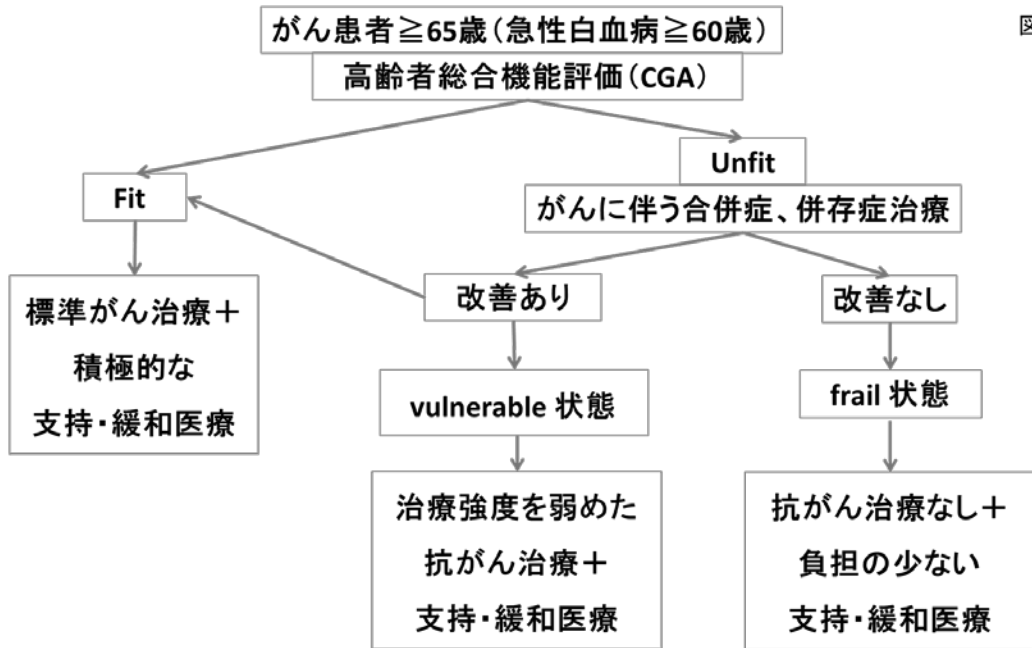 がん患者≧65歳(急性白血病≧60歳)
図
高齢者総合機能評価(CGA)
Unfit
Fit
がんに伴う合併症、併存症治療
標準がん治療＋
積極的な
支持・緩和医療
改善あり
改善なし
vulnerable 状態
frail 状態
治療強度を弱めた
抗がん治療＋
支持・緩和医療
抗がん治療なし＋
負担の少ない
支持・緩和医療